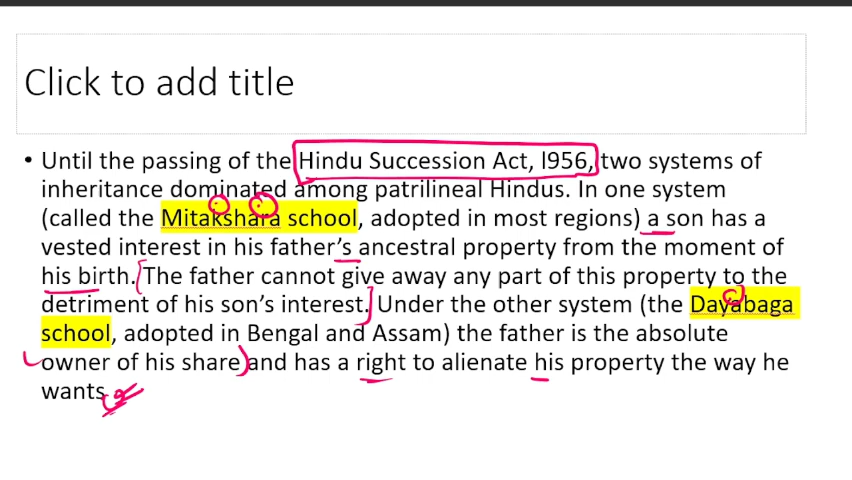 Click to add title
• Until the passing of the Hindu Succession Act, l956, two systems of
inheritance dominated among patrilineal Hindus. In one system
(called the Mitakshara school, adopted in most regions) a son has a
vested interest in his father's ancestral property from the moment of
his birth. The father cannot give away any part of this property to the
detriment of his son's interest. Under the other system (the Dayabaga
school, adopted in Bengal and Assam) the father is the absolute
owner of his share and has a right to alienate his property the way he
wants.